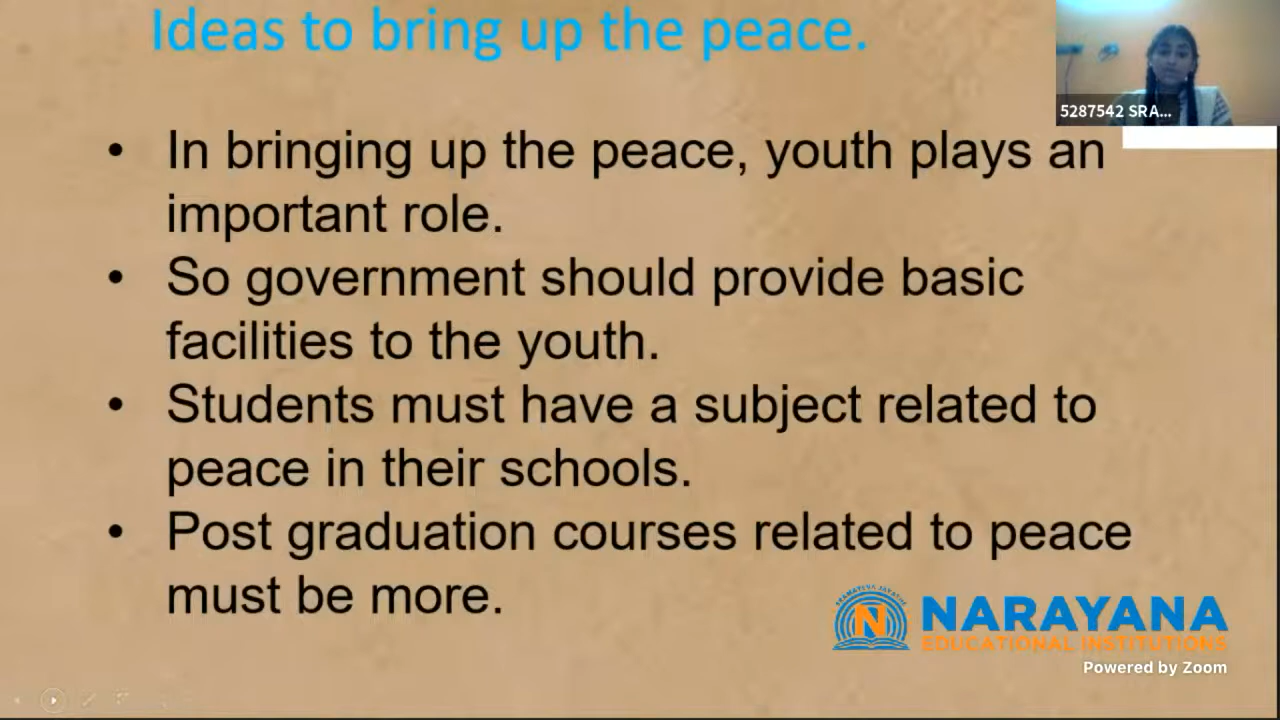 Ideas to bring up the peace.
5287542 SRA...
• In bringing up the peace, youth plays an
important role.
• So government should provide basic
facilities to the youth.
• Students must have a subject related to
peace in their schools.
• Post graduation courses related to peace
must be more.
N
NARAYANA
EDUCATIONAL INSTITUTIONS
Powered by Zoom